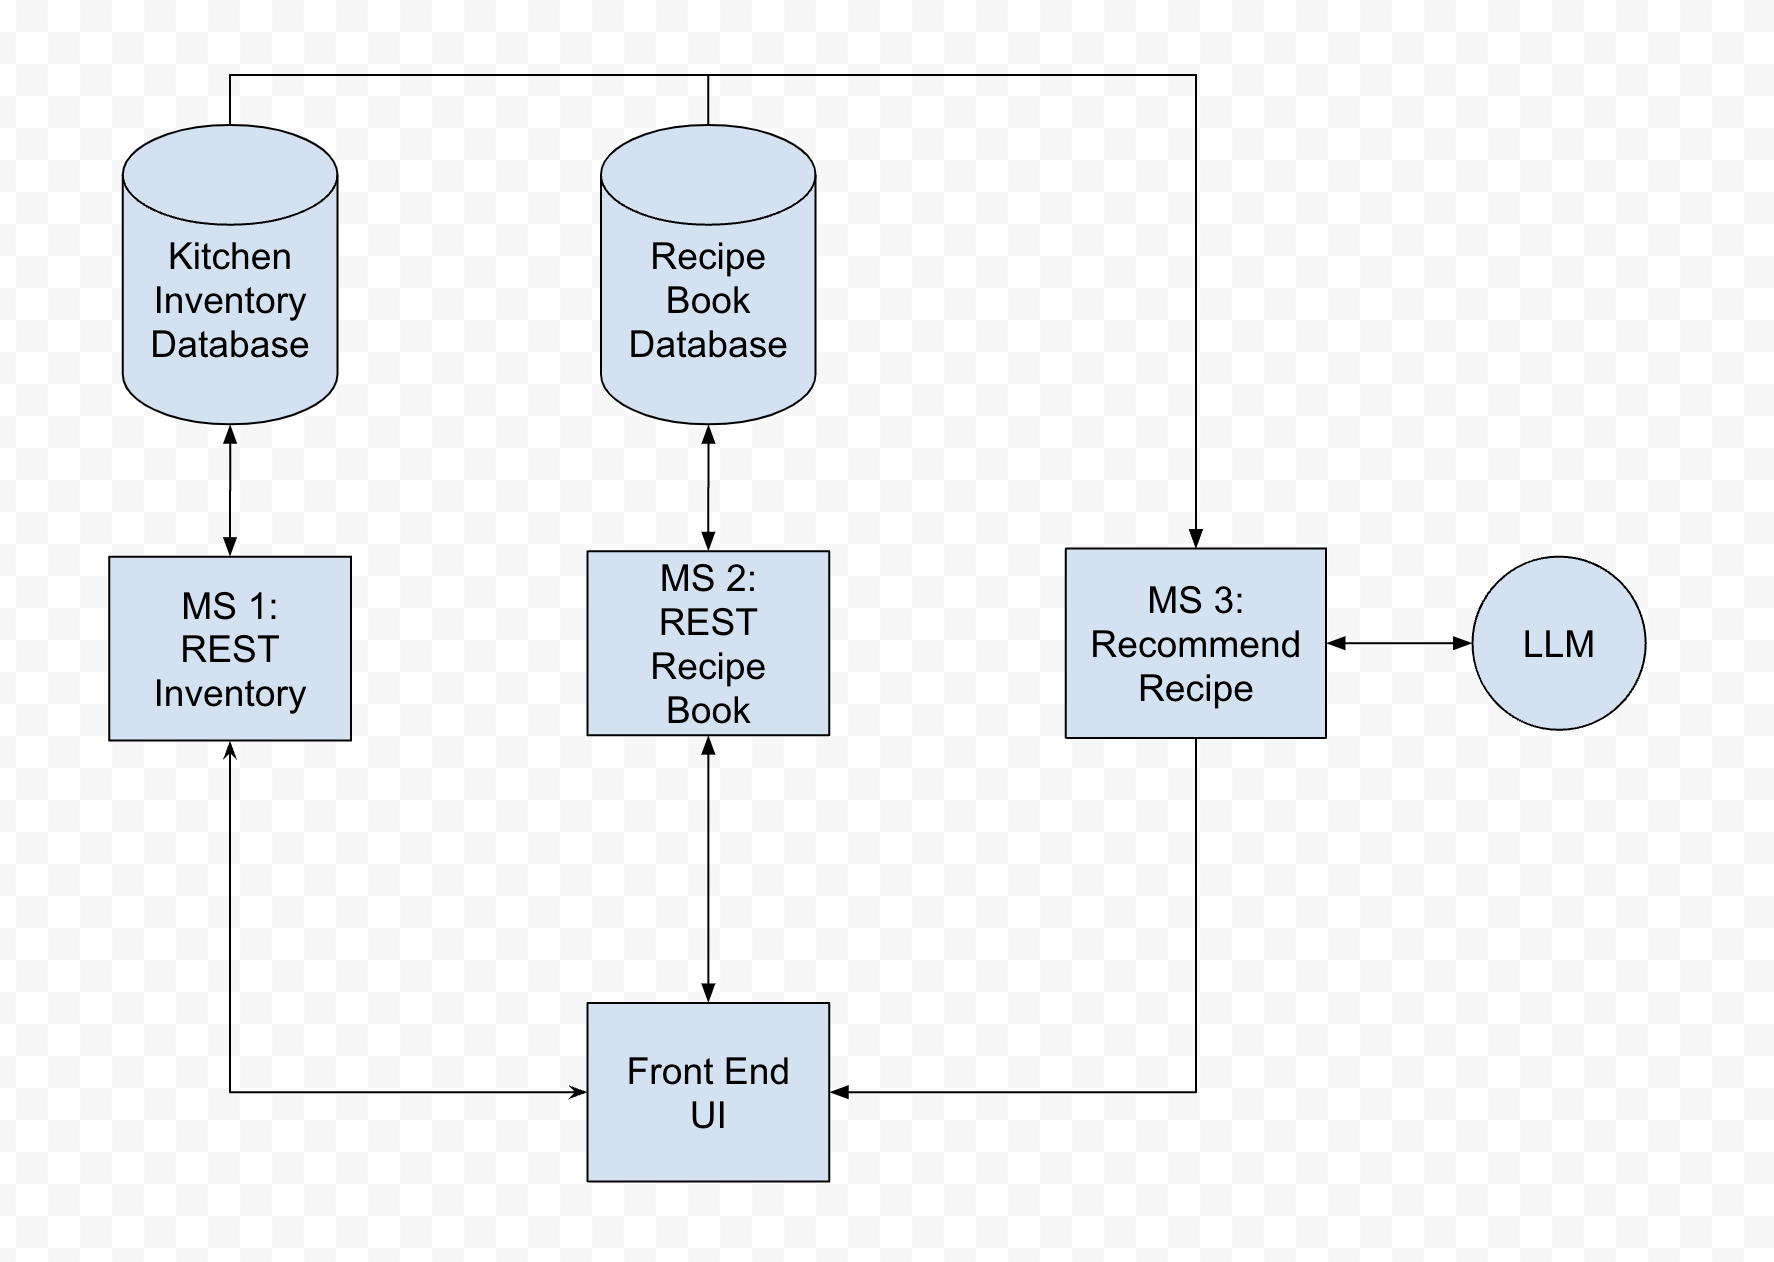 Kitchen
Inventory
Database
Recipe
Book
Database
MS 1:
REST
Inventory
MS 2:
REST
Recipe
Book
MS 3:
Recommend
Recipe
LLM
Front End
UI